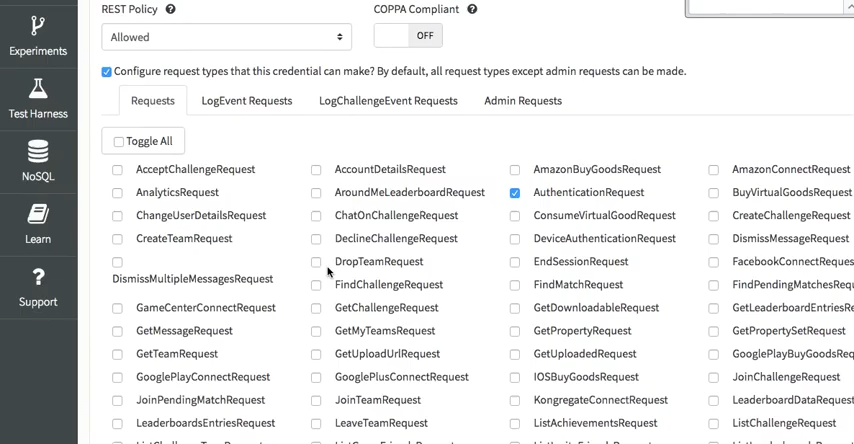 REST Policy ? COPPA Compliant ?
Experiments
Allowed OFF
Configure request types that this credential can make? By default, all request types except admin requests can be made.
Test Harness
Requests LogEvent Requests LogChallengeEvent Requests Admin Requests
Toggle All
NoSQL
AcceptChallengeRequest AccountDetailsRequest AmazonBuyGoodsRequest AmazonConnectRequest
AnalyticsRequest AroundMeLeaderboardRequest AuthenticationRequest BuyVirtualGoodsRequest
ChangeUserDetailsRequest ChatOnChallengeRequest ConsumeVirtualGoodRequest CreateChallengeRequest
Learn
CreateTeamRequest DeclineChallengeRequest DeviceAuthenticationRequest DismissMessageRequest
DropTeamRequest EndSessionRequest FacebookConnectReques
DismissMultipleMessagesRequest
?
Support
FindChallengeRequest FindMatchRequest FindPendingMatchesRequ
GameCenterConnectRequest GetChallengeRequest GetDownloadableRequest GetLeaderboardEntriesRe
GetMessageRequest GetMyTeamsRequest GetPropertyRequest GetPropertySetRequest
GetTeamRequest GetUploadUrlRequest GetUploadedRequest GooglePlayBuyGoodsReq
GooglePlayConnectRequest GooglePlusConnectRequest IOSBuyGoodsRequest JoinChallengeRequest
JoinPendingMatchRequest JoinTeamRequest KongregateConnectRequest LeaderboardDataRequest
LeaderboardsEntriesRequest LeaveTeamRequest ListAchievementsRequest ListChallengeRequest